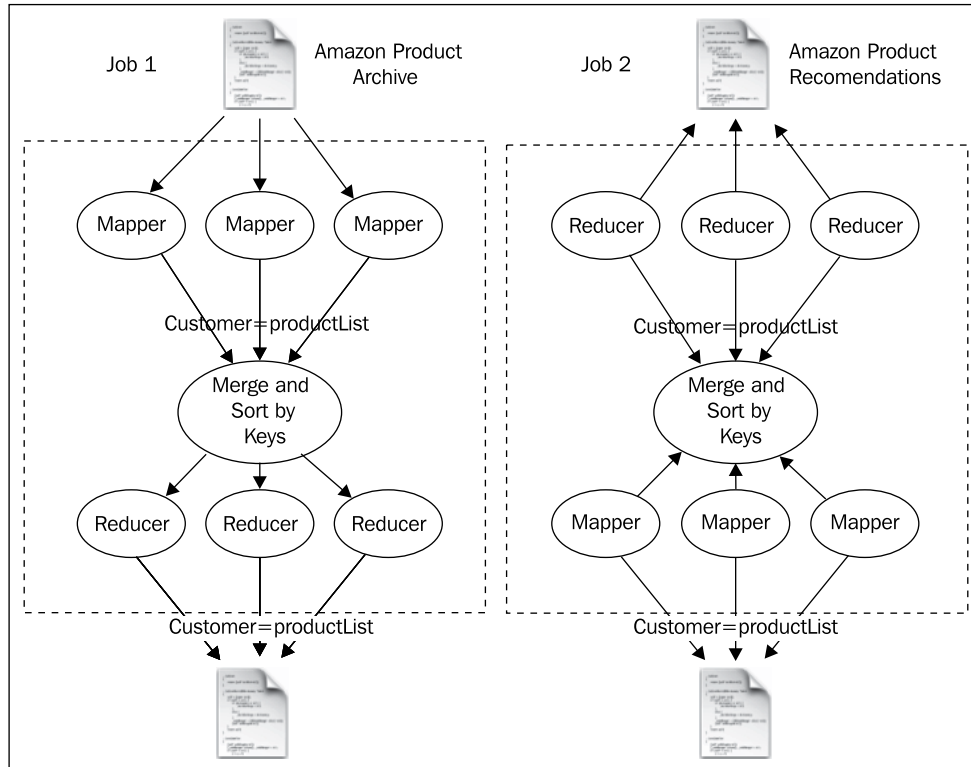 Job 1
Amazon Product
Archive
Mapper
Mapper
Mapper
Customer=productList
Merge and
Sort by
Keys
Reducer
Reducer
Reducer
Customer=productList
Job 2
Amazon Product
Recomendations
Reducer
Reducer
Reducer
Customer=productList
Merge and
Sort by
Keys
Mapper
Mapper
Mapper
Customer=productList